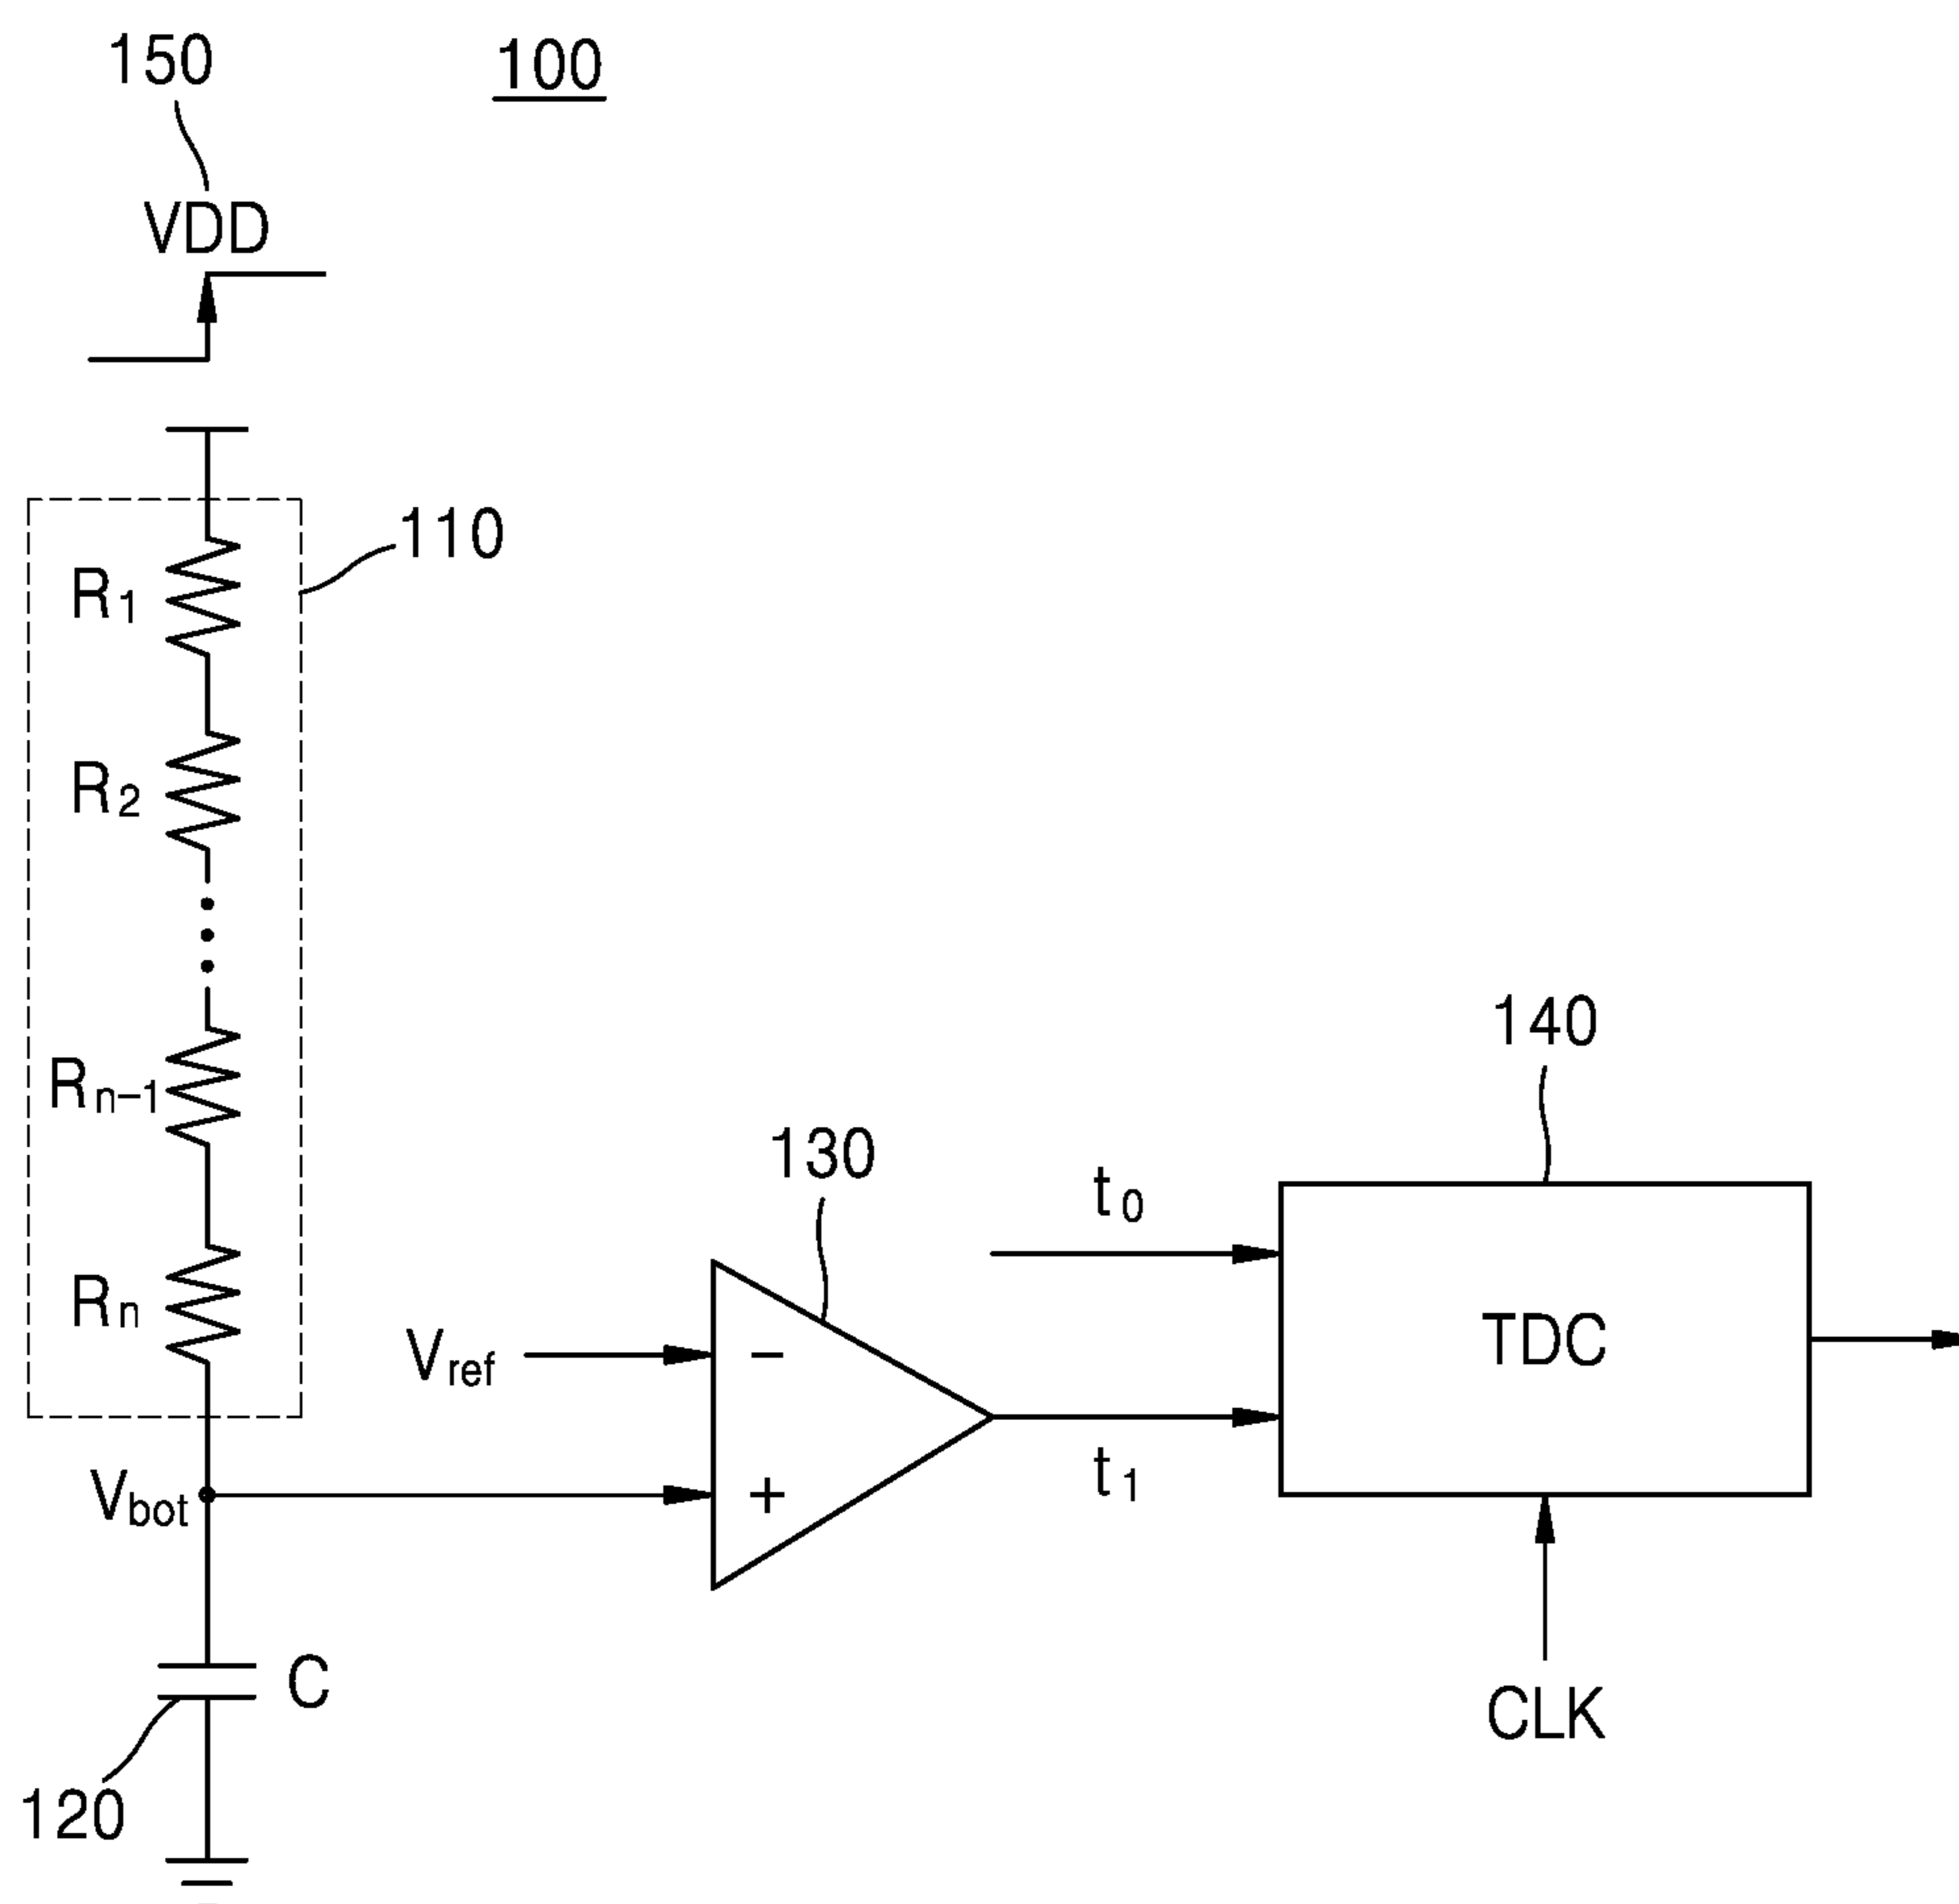 150
100
VDD
110
R1
R2
Rn-1
Rn
140
130
t0
TDC
Vref
−
+
t1
Vbot
C
CLK
120